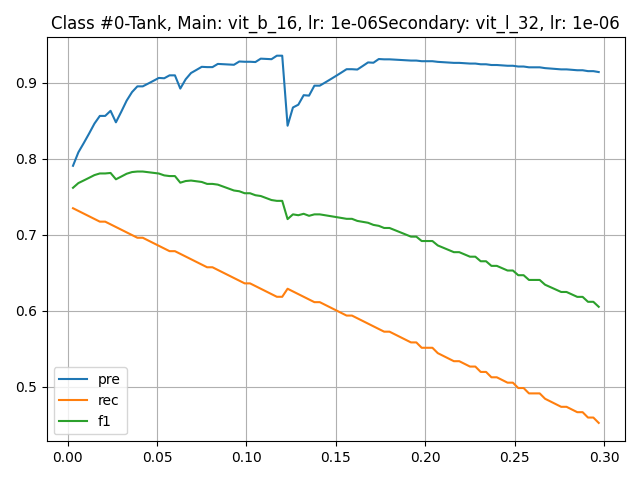 Class #0-Tank, Main: vit_b_16, lr: 1e-06Secondary: vit_l_32, lr: 1e-06
0.9
0.8
0.7
0.6
0.5
pre
rec
f1
0.00 0.05 0.10 0.15 0.20 0.25 0.30